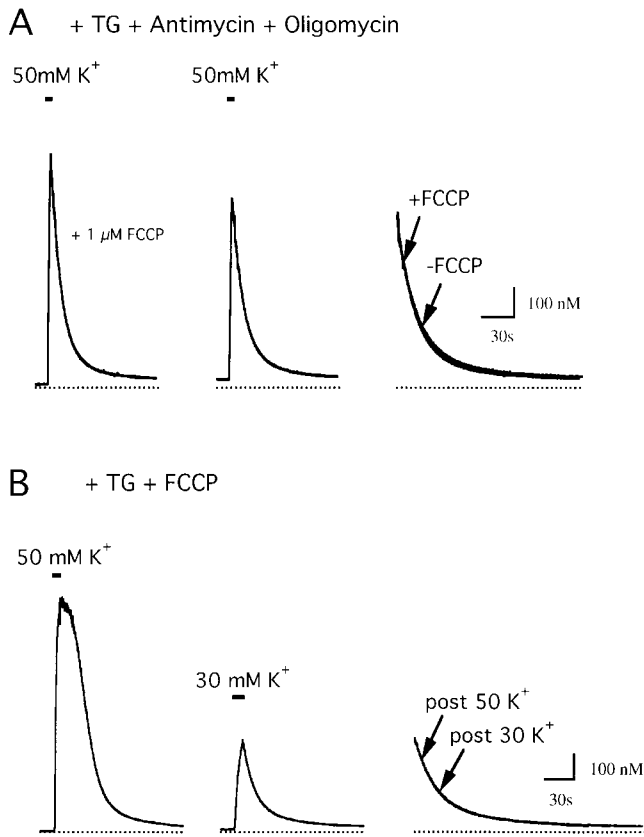 A + TG + Antimycin + Oligomycin
50mM K⁺ 50mM K⁺
+ 1 µM FCCP
+FCCP
-FCCP
100 nM
30s
B + TG + FCCP
50 mM K⁺
30 mM K⁺
post 50 K⁺
post 30 K⁺
100 nM
30s